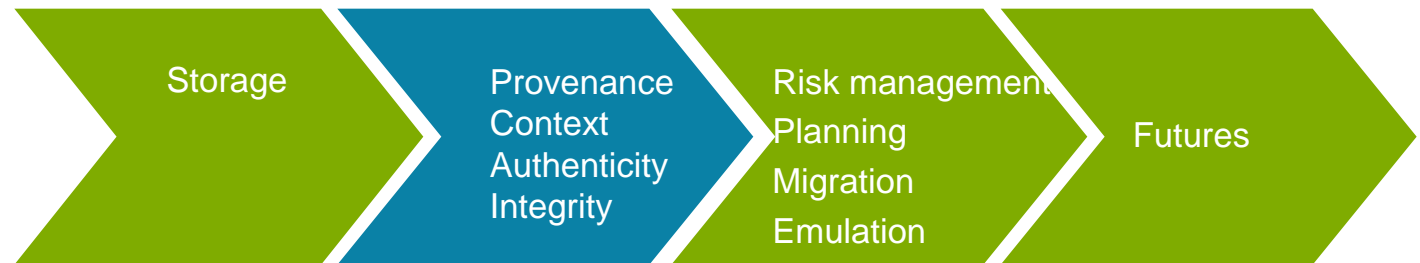 Storage
Provenance
Context
Authenticity
Integrity
Risk management
Planning
Migration
Emulation
Futures